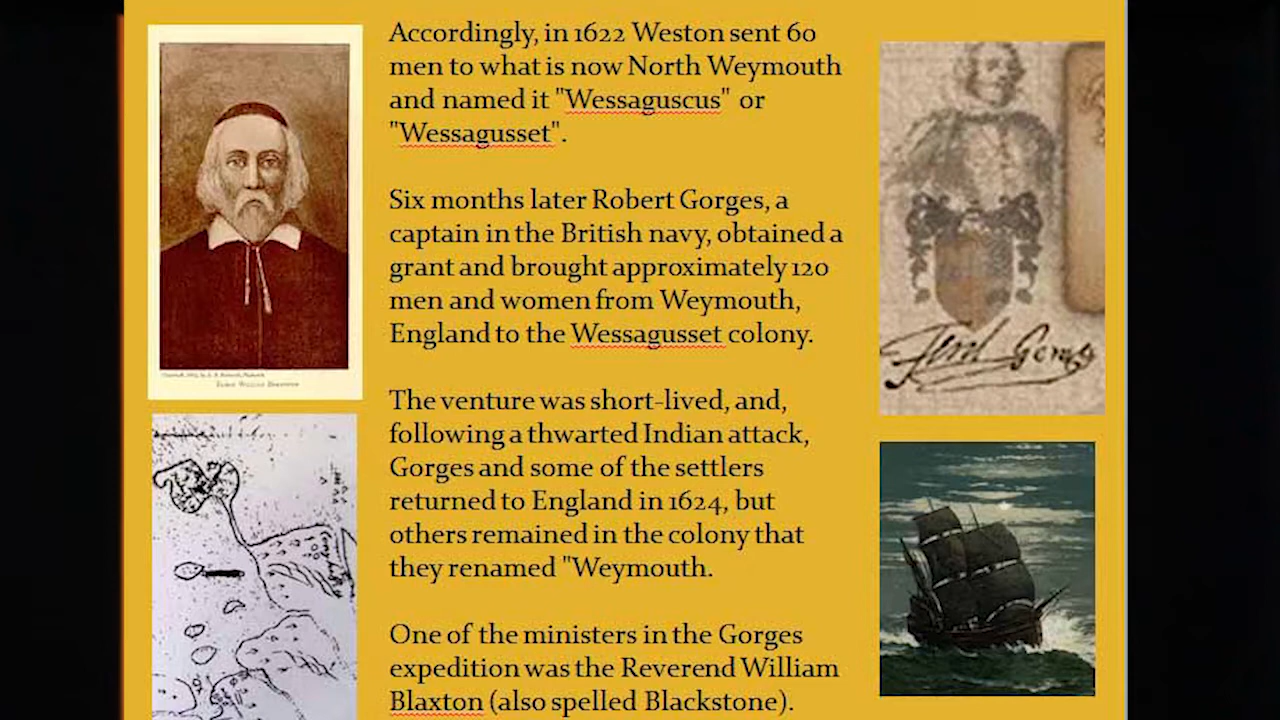 Accordingly, in 1622 Weston sent 60
men to what is now North Weymouth
and named it "Wessaguscus" or
"Wessagusset".
Six months later Robert Gorges, a
captain in the British navy, obtained a
grant and brought approximately 120
men and women from Weymouth,
England to the Wessagusset colony.
The venture was short-lived, and,
following a thwarted Indian attack,
Gorges and some of the settlers
returned to England in 1624, but
others remained in the colony that
they renamed "Weymouth.
One of the ministers in the Gorges
expedition was the Reverend William
Blaxton (also spelled Blackstone).
Ferd Gorges